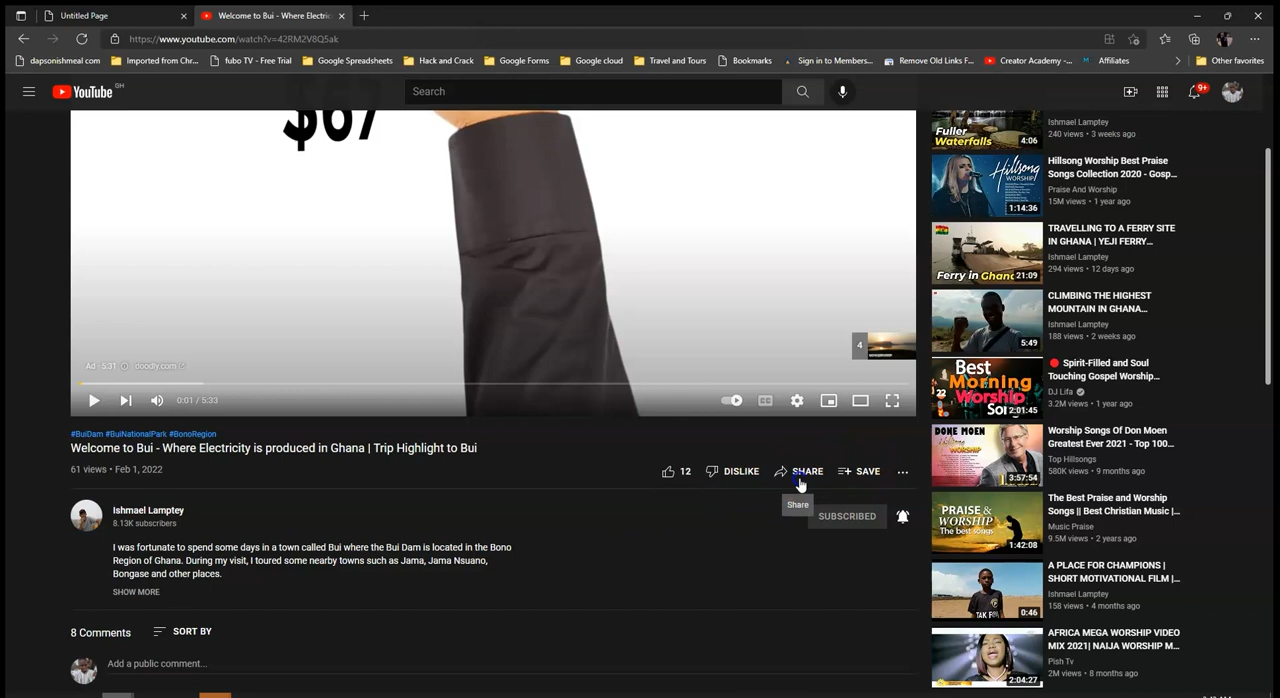 Untitled Page
Welcome to Bui - Where Electric
https://www.youtube.com/watch?v=42RM2V8Q5ak
dapsonishmeal com
Imported from Chr...
fubo TV - Free Trial
Google Spreadsheets
Hack and Crack
Google Forms
Google cloud
Travel and Tours
Bookmarks
Sign in to Members...
Remove Old Links F...
Creator Academy -...
Affiliates
Other favorites
YouTube GH
Search
9+
$67
4
Ad · 5:31
doodly.com
0:01 / 5:33
#BuiDam #BuiNationalPark #BonoRegion
Welcome to Bui - Where Electricity is produced in Ghana | Trip Highlight to Bui
61 views • Feb 1, 2022
12
DISLIKE
SHARE
SAVE
...
Share
Ishmael Lamptey
8.13K subscribers
SUBSCRIBED
I was fortunate to spend some days in a town called Bui where the Bui Dam is located in the Bono
Region of Ghana. During my visit, I toured some nearby towns such as Jama, Jama Nsuano,
Bongase and other places.
SHOW MORE
8 Comments
SORT BY
Add a public comment...
Fuller
Waterfalls
4:06
Ishmael Lamptey
240 views • 3 weeks ago
Hillsong
WORSHIP
1:14:36
Hillsong Worship Best Praise
Songs Collection 2020 - Gosp...
Praise And Worship
15M views • 1 year ago
Ferry in Ghana
21:09
TRAVELLING TO A FERRY SITE
IN GHANA | YEJI FERRY...
Ishmael Lamptey
294 views • 12 days ago
5:49
CLIMBING THE HIGHEST
MOUNTAIN IN GHANA...
Ishmael Lamptey
188 views • 2 weeks ago
Best
Morning
Worship
Song
22
2:01:45
Spirit-Filled and Soul
Touching Gospel Worship...
DJ Lifa
3.2M views • 1 year ago
DONE MOEN
WORSHIP
3:57:54
Worship Songs Of Don Moen
Greatest Ever 2021 - Top 100...
Top Hillsongs
580K views • 9 months ago
PRAISE &
WORSHIP
The best songs
1:42:08
The Best Praise and Worship
Songs || Best Christian Music |...
Music Praise
9.5M views • 2 years ago
TAK FO
0:46
A PLACE FOR CHAMPIONS |
SHORT MOTIVATIONAL FILM |...
Ishmael Lamptey
158 views • 4 months ago
2:04:27
AFRICA MEGA WORSHIP VIDEO
MIX 2021| NAIJA WORSHIP M...
Pish Tv
2M views • 8 months ago